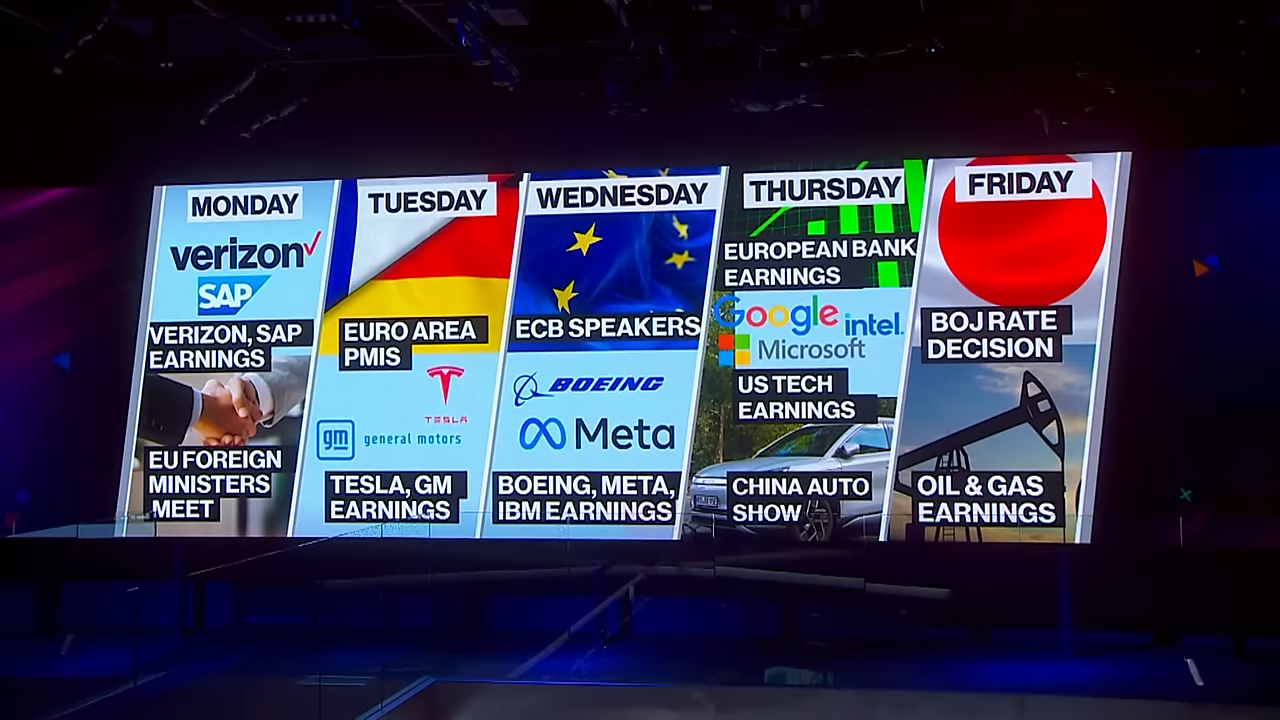 MONDAY
verizon
SAP
VERIZON, SAP
EARNINGS
EU FOREIGN
MINISTERS
MEET
TUESDAY
EURO AREA
PMIS
TESLA
gm general motors
TESLA, GM
EARNINGS
WEDNESDAY
ECB SPEAKERS
BOEING
Meta
BOEING, META,
IBM EARNINGS
THURSDAY
EUROPEAN BANK
EARNINGS
Google
intel.
Microsoft
US TECH
EARNINGS
CHINA AUTO
SHOW
FRIDAY
BOJ RATE
DECISION
OIL & GAS
EARNINGS